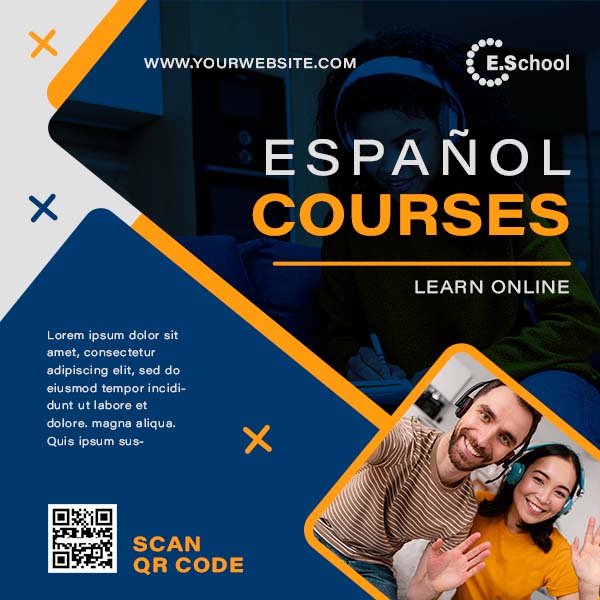 WWW.YOURWEBSITE.COM
E.School
ESPAÑOL
COURSES
LEARN ONLINE
Lorem ipsum dolor sit
amet, consectetur
adipiscing elit, sed do
eiusmod tempor incidi-
dunt ut labore et
dolore. magna aliqua.
Quis ipsum sus-
SCAN
QR CODE